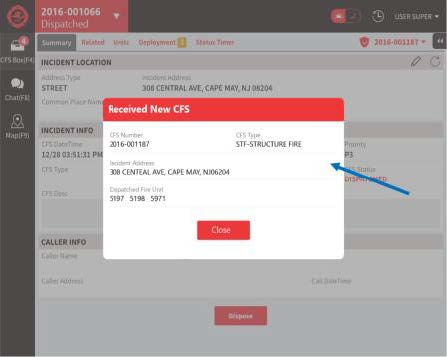 2016-001066
Dispatched
USER SUPER
4
CFS Box(F4)
Chat(F8)
Map(F9)
Summary Related Units Deployment 3 Status Timer
2016-001187
INCIDENT LOCATION
Address Type Incident Address
STREET 308 CENTRAL AVE, CAPE MAY, NJ 08204
Common Place Name
Received New CFS
CFS Number CFS Type
2016-001187 STF-STRUCTURE FIRE
Incident Address
308 CENTEAL AVE, CAPE MAY, NJ06204
Dispatched Fire Unit
5197 5198 5971
Close
INCIDENT INFO
CFS DateTime Priority
12/28 03:51:31 PM P3
CFS Type CFS Status
DISPATCHED
CFS Desc
CALLER INFO
Caller Name
Caller Address Call DateTime
Dispose